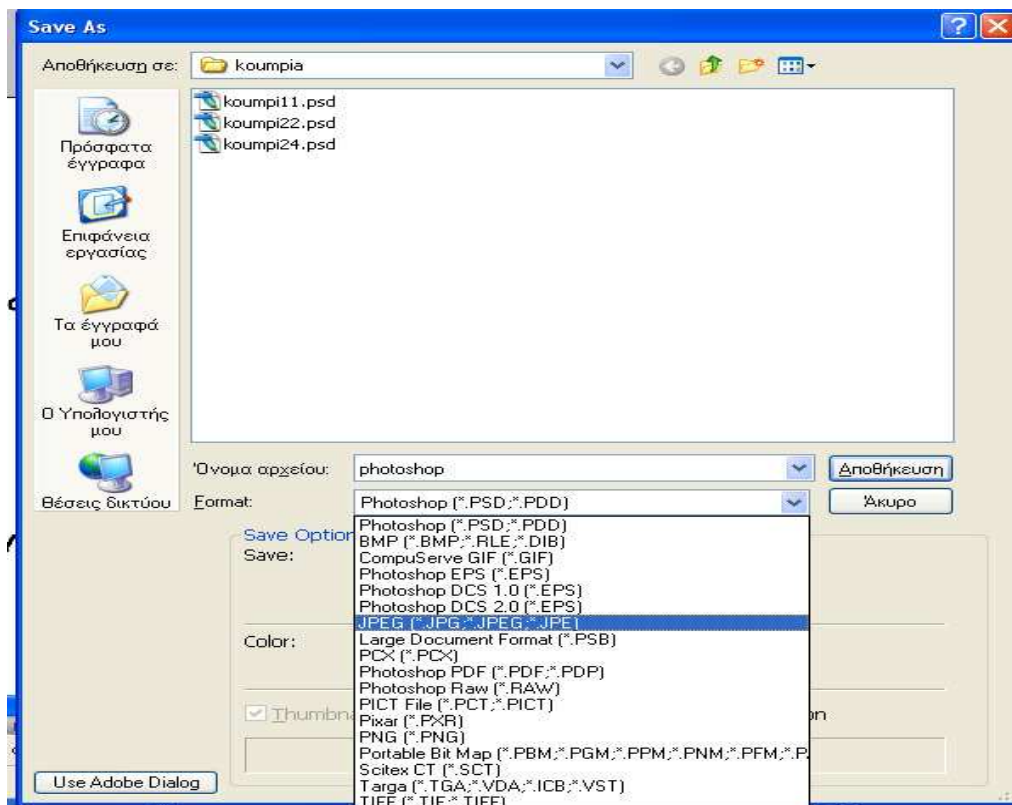 Save As
Αποθήκευση σε:
koumpia
koumpi11.psd
koumpi22.psd
koumpi24.psd
Πρόσφατα
έγγραφα
Επιφάνεια
εργασίας
Τα έγγραφά
μου
Ο Υπολογιστής
μου
Θέσεις δικτύου
Όνομα αρχείου:
photoshop
Αποθήκευση
Format:
Photoshop (*.PSD;*.PDD)
Άκυρο
Save Option
Save:
Color:
Photoshop (*.PSD;*.PDD)
BMP (*.BMP;*.RLE;*.DIB)
CompuServe GIF (*.GIF)
Photoshop EPS (*.EPS)
Photoshop DCS 1.0 (*.EPS)
Photoshop DCS 2.0 (*.EPS)
JPEG (*.JPG;*.JPEG;*.JPE)
Large Document Format (*.PSB)
PCX (*.PCX)
Photoshop PDF (*.PDF;*.PDP)
Photoshop Raw (*.RAW)
PICT File (*.PCT;*.PICT)
Pixar (*.PXR)
PNG (*.PNG)
Portable Bit Map (*.PBM;*.PGM;*.PPM;*.PNM;*.PFM;*.P
Scitex CT (*.SCT)
Targa (*.TGA;*.VDA;*.ICB;*.VST)
TIFF (*.TIF;*.TIFF)
Thumbn
Use Adobe Dialog